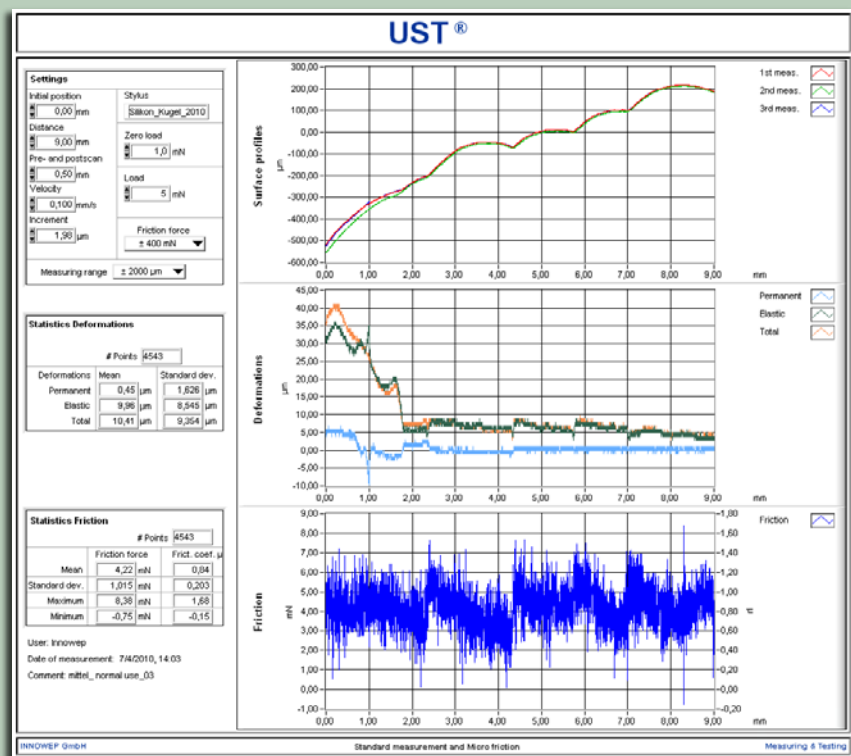 UST ®
Settings
Initial position
0,00 mm
Distance
9,00 mm
Pre- and postscan
0,50 mm
Velocity
0,100 mm/s
Increment
1,98 µm
Stylus
Silikon_Kugel_2010
Zero load
1,0 mN
Load
5 mN
Friction force
± 400 mN
Measuring range ± 2000 µm
Surface profiles
µm
300,00
200,00
100,00
0,00
-100,00
-200,00
-300,00
-400,00
-500,00
-600,00
0,00 1,00 2,00 3,00 4,00 5,00 6,00 7,00 8,00 9,00 mm
1st meas.
2nd meas.
3rd meas.
Statistics Deformations
# Points 4543
Deformations Mean Standard dev.
Permanent 0,45 µm 1,626 µm
Elastic 9,96 µm 8,545 µm
Total 10,41 µm 9,354 µm
Deformations
µm
45,00
40,00
35,00
30,00
25,00
20,00
15,00
10,00
5,00
0,00
-5,00
-10,00
0,00 1,00 2,00 3,00 4,00 5,00 6,00 7,00 8,00 9,00 mm
Permanent
Elastic
Total
Statistics Friction
# Points 4543
Friction force Frict. coef. µ
Mean 4,22 mN 0,84
Standard dev. 1,015 mN 0,203
Maximum 8,38 mN 1,68
Minimum -0,75 mN -0,15
User: Innowep
Date of measurement: 7/4/2010, 14:03
Comment: mittel_ normal use_03
Friction
mN
9,00
8,00
7,00
6,00
5,00
4,00
3,00
2,00
1,00
0,00
-1,00
1,80
1,60
1,40
1,20
1,00
0,80
0,60
0,40
0,20
0,00
-0,20
µ
0,00 1,00 2,00 3,00 4,00 5,00 6,00 7,00 8,00 9,00 mm
Friction
INNOWEP GmbH
Standard measurement and Micro friction
Measuring & Testing